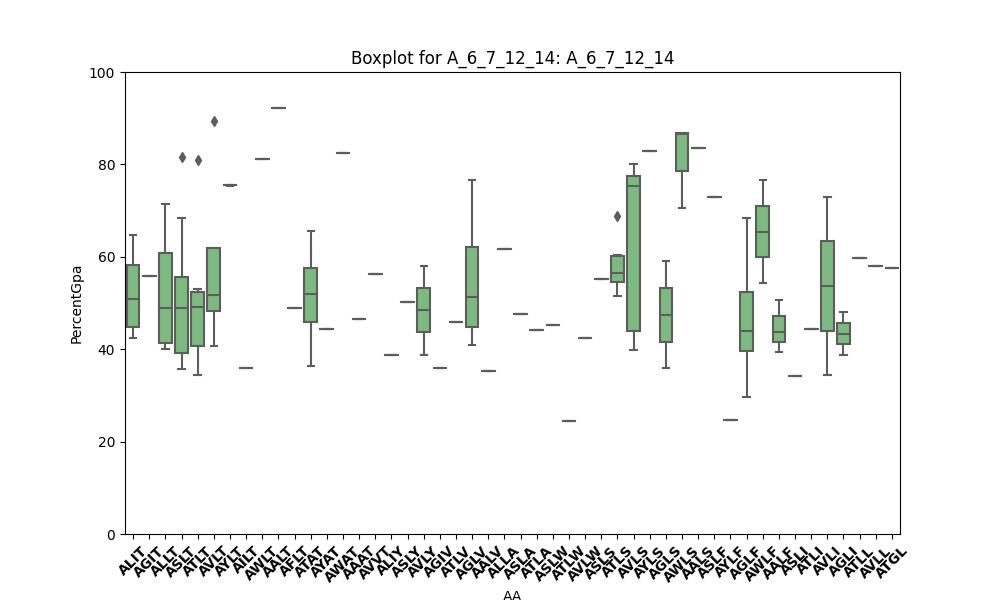 Boxplot for A_6_7_12_14: A_6_7_12_14
100
80
60
40
20
0
PercentGpa
ALIT
AGIT
ALLT
ASLT
ATLT
AVLT
AYLT
AILT
AWLT
AALT
AFLT
ATAT
AYAT
AWAT
AAAT
AVVT
ALLY
ASLY
AVLY
AGIV
ATLV
AGLV
AALV
ALLA
ASLA
ATLA
ASLW
ATLW
AVLW
ASLS
ATLS
AVLS
AYLS
AGLS
AWLS
AALS
ASLF
AYLF
AGLF
AWLF
AALF
ASLI
ATLI
AVLI
AGLI
ATLL
AVLL
ATGL
AA